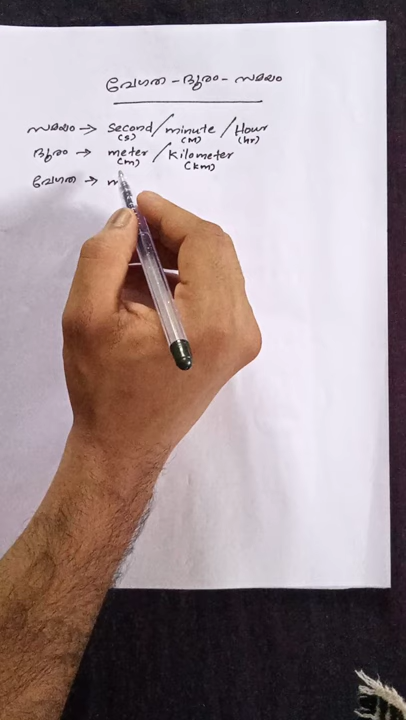 വേഗത - ദൂരം - സമയം
സമയം → Second / minute / Hour
(s) (M) (hr)
ദൂരം → meter / Kilometer
(m) (km)
വേഗത → m